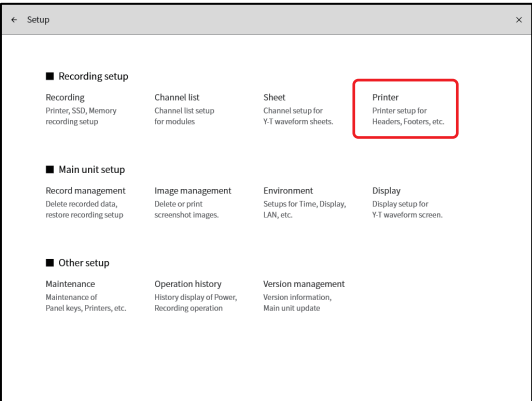 ← Setup ×
■ Recording setup
Recording Channel list Sheet Printer
Printer, SSD, Memory Channel list setup Channel setup for Printer setup for
recording setup for modules Y-T waveform sheets. Headers, Footers, etc.
■ Main unit setup
Record management Image management Environment Display
Delete recorded data, Delete or print Setups for Time, Display, Display setup for
restore recording setup screenshot images. LAN, etc. Y-T waveform screen.
■ Other setup
Maintenance Operation history Version management
Maintenance of History display of Power, Version information,
Panel keys, Printers, etc. Recording operation Main unit update